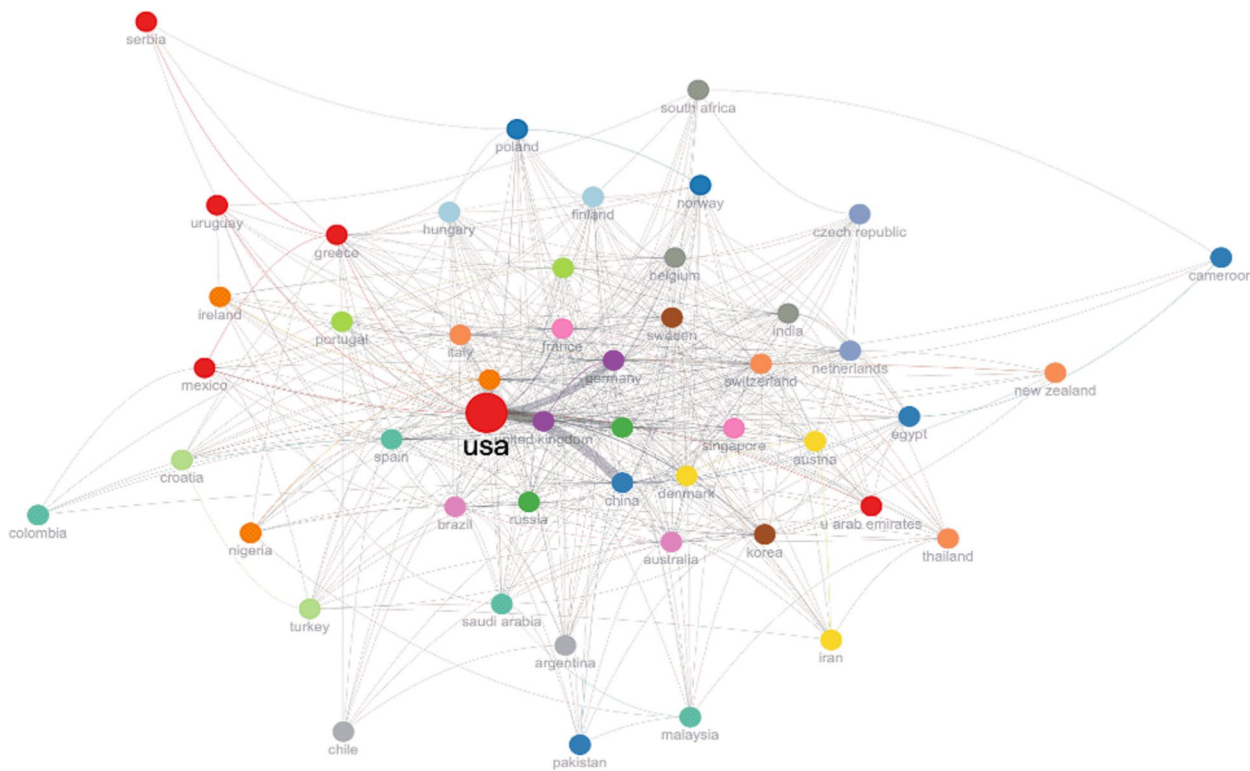 serbia
south africa
poland
norway
finland
hungary
uruguay
czech republic
greece
belgium
cameroon
ireland
india
sweden
portugal
france
italy
netherlands
germany
switzerland
mexico
new zealand
egypt
usa
united kingdom
singapore
spain
austria
croatia
denmark
china
brazil
russia
u arab emirates
colombia
nigeria
korea
australia
thailand
saudi arabia
turkey
iran
argentina
malaysia
chile
pakistan